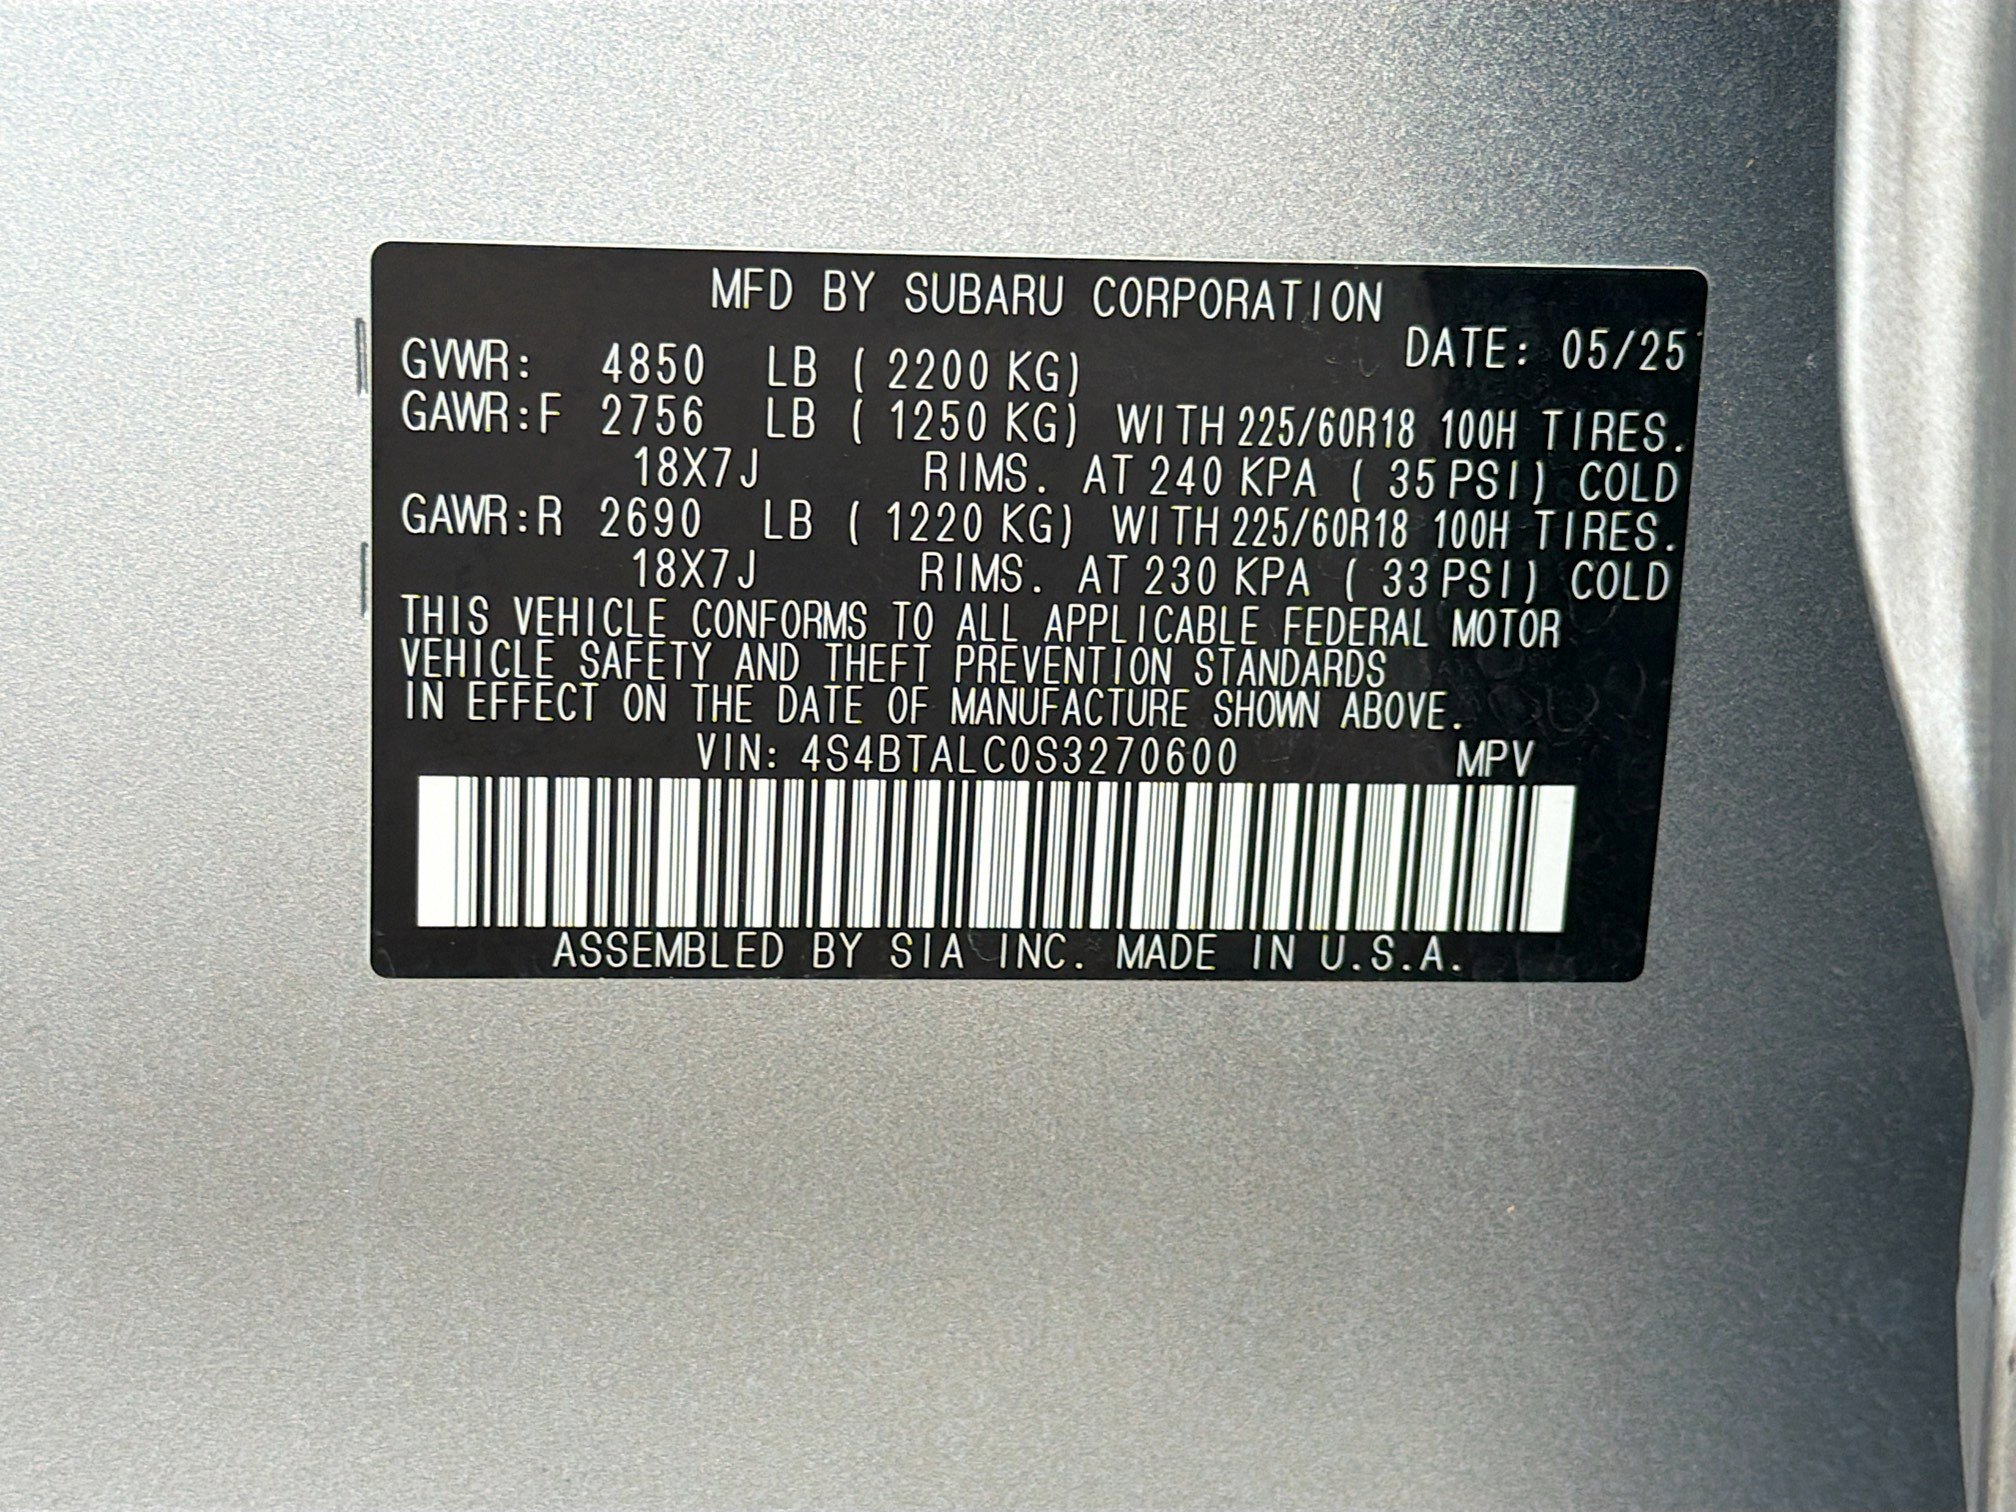 MFD BY SUBARU CORPORATION
DATE: 05/25
GVWR: 4850 LB ( 2200 KG)
GAWR:F 2756 LB ( 1250 KG) WITH 225/60R18 100H TIRES.
18X7J RIMS. AT 240 KPA ( 35 PSI) COLD
GAWR:R 2690 LB ( 1220 KG) WITH 225/60R18 100H TIRES.
18X7J RIMS. AT 230 KPA ( 33 PSI) COLD
THIS VEHICLE CONFORMS TO ALL APPLICABLE FEDERAL MOTOR
VEHICLE SAFETY AND THEFT PREVENTION STANDARDS
IN EFFECT ON THE DATE OF MANUFACTURE SHOWN ABOVE.
VIN: 4S4BTALC0S3270600 MPV
ASSEMBLED BY SIA INC. MADE IN U.S.A.